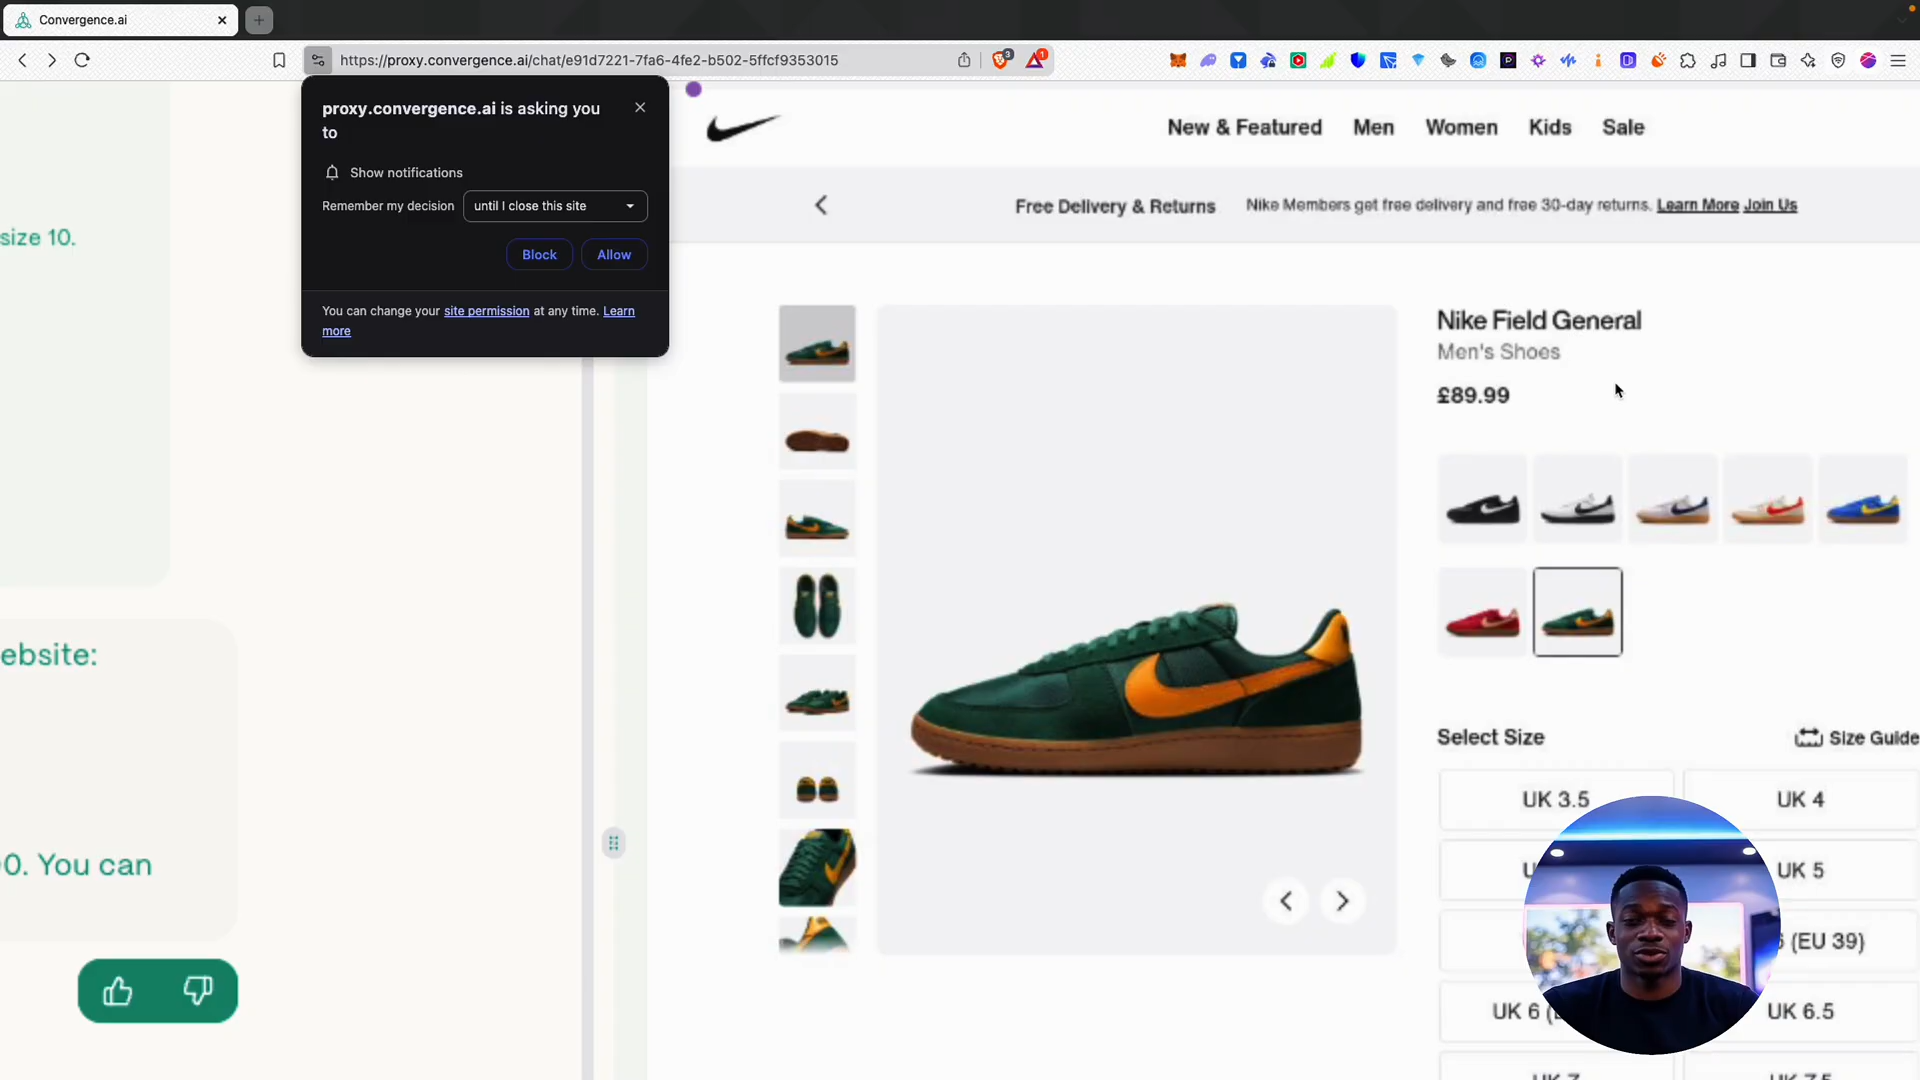 Convergence.ai
https://proxy.convergence.ai/chat/e91d7221-7fa6-4fe2-b502-5ffcf9353015
3
1
proxy.convergence.ai is asking you
to
Show notifications
Remember my decision
until I close this site
Block
Allow
You can change your site permission at any time. Learn
more
size 10.
ebsite:
0. You can
New & Featured
Men
Women
Kids
Sale
Free Delivery & Returns
Nike Members get free delivery and free 30-day returns. Learn More Join Us
Nike Field General
Men's Shoes
£89.99
Select Size
Size Guide
UK 3.5
UK 4
UK 5
(EU 39)
UK 6
UK 6.5